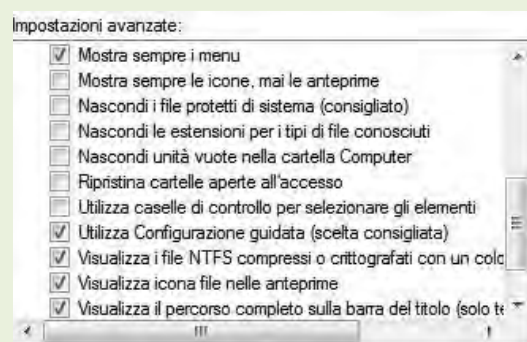 Impostazioni avanzate:
Mostra sempre i menu
Mostra sempre le icone, mai le anteprime
Nascondi i file protetti di sistema (consigliato)
Nascondi le estensioni per i tipi di file conosciuti
Nascondi unità vuote nella cartella Computer
Ripristina cartelle aperte all'accesso
Utilizza caselle di controllo per selezionare gli elementi
Utilizza Configurazione guidata (scelta consigliata)
Visualizza i file NTFS compressi o crittografati con un colo
Visualizza icona file nelle anteprime
Visualizza il percorso completo sulla barra del titolo (solo te